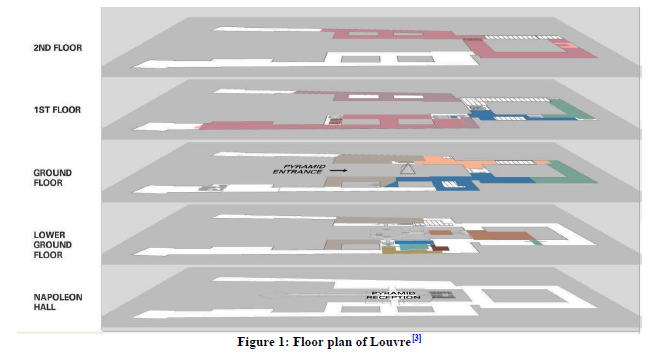 2ND FLOOR
1ST FLOOR
PYRAMID
ENTRANCE
GROUND
FLOOR
LOWER
GROUND
FLOOR
NAPOLEON
HALL
PYRAMID
RECEPTION
Figure 1: Floor plan of Louvre[3]